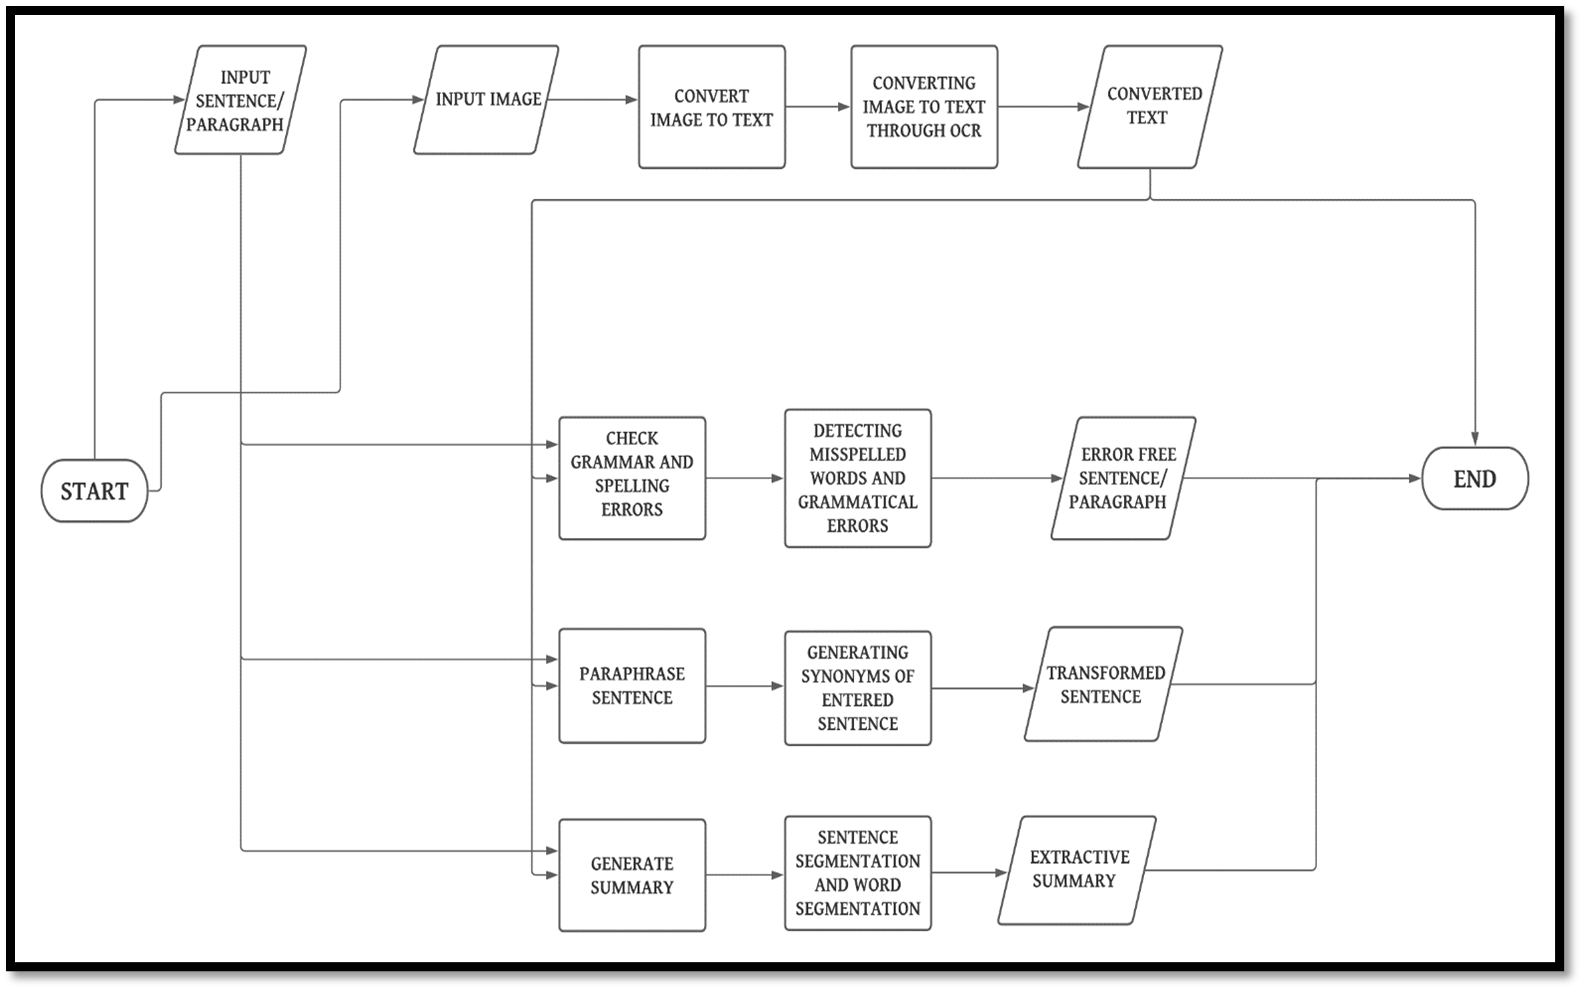 INPUT
SENTENCE/
PARAGRAPH
INPUT IMAGE
CONVERT
IMAGE TO TEXT
CONVERTING
IMAGE TO TEXT
THROUGH OCR
CONVERTED
TEXT
START
CHECK
GRAMMAR AND
SPELLING
ERRORS
DETECTING
MISSPELLED
WORDS AND
GRAMMATICAL
ERRORS
ERROR FREE
SENTENCE/
PARAGRAPH
END
PARAPHRASE
SENTENCE
GENERATING
SYNONYMS OF
ENTERED
SENTENCE
TRANSFORMED
SENTENCE
GENERATE
SUMMARY
SENTENCE
SEGMENTATION
AND WORD
SEGMENTATION
EXTRACTIVE
SUMMARY